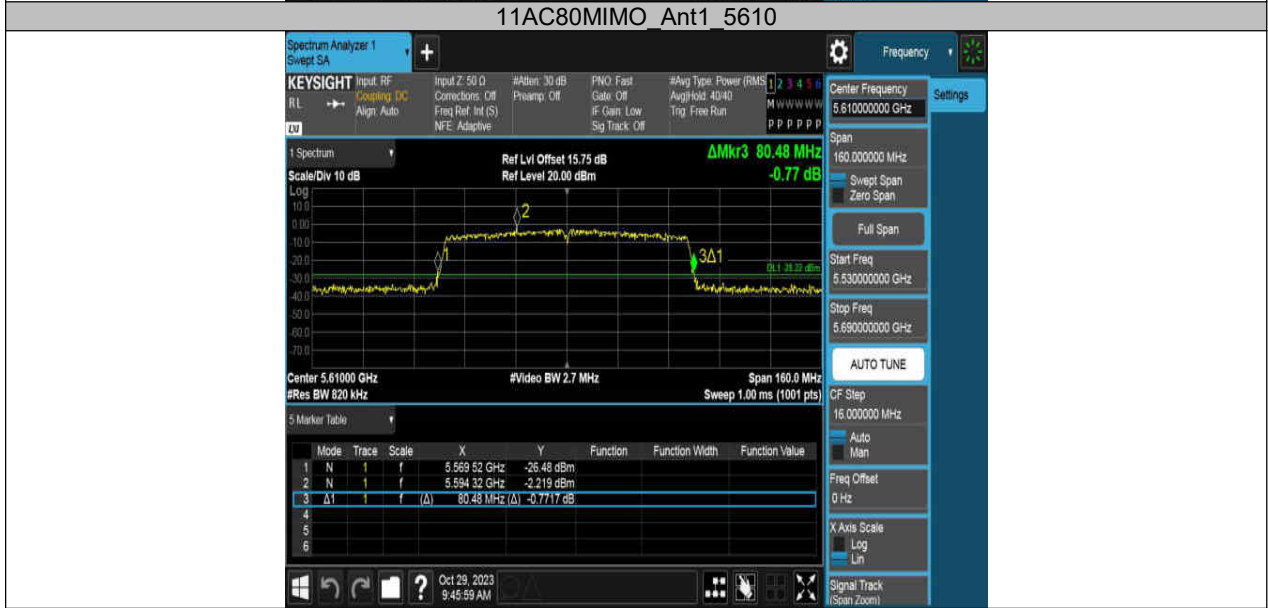 11AC80MIMO_Ant1_5610
Spectrum Analyzer 1
Swept SA
+
Frequency
KEYSIGHT
RL
Input: RF
Coupling: DC
Align: Auto
Input Z: 50 Ω
Corrections: Off
Freq Ref: Int (S)
NFE: Adaptive
#Atten: 30 dB
Preamp: Off
PNO: Fast
Gate: Off
IF Gain: Low
Sig Track: Off
#Avg Type: Power (RMS
Avg|Hold: 40/40
Trig: Free Run
1 2 3 4 5 6
M W W W W W
P P P P P P
Center Frequency
5.610000000 GHz
Settings
Span
160.000000 MHz
Swept Span
Zero Span
Full Span
Start Freq
5.530000000 GHz
Stop Freq
5.690000000 GHz
AUTO TUNE
CF Step
16.000000 MHz
Auto
Man
Freq Offset
0 Hz
X Axis Scale
Log
Lin
Signal Track
(Span Zoom)
1 Spectrum
Scale/Div 10 dB
Ref Lvl Offset 15.75 dB
Ref Level 20.00 dBm
ΔMkr3 80.48 MHz
-0.77 dB
Log
10.0
0.00
-10.0
-20.0
-30.0
-40.0
-50.0
-60.0
-70.0
2
1
3Δ1
DL1 -28.22 dBm
Center 5.61000 GHz
#Video BW 2.7 MHz
Span 160.0 MHz
#Res BW 820 kHz
Sweep 1.00 ms (1001 pts)
5 Marker Table
Mode Trace Scale X Y Function Function Width Function Value
1 N 1 f 5.569 52 GHz -26.48 dBm
2 N 1 f 5.594 32 GHz -2.219 dBm
3 Δ1 1 f (Δ) 80.48 MHz (Δ) -0.7717 dB
4
5
6
?
Oct 29, 2023
9:45:59 AM